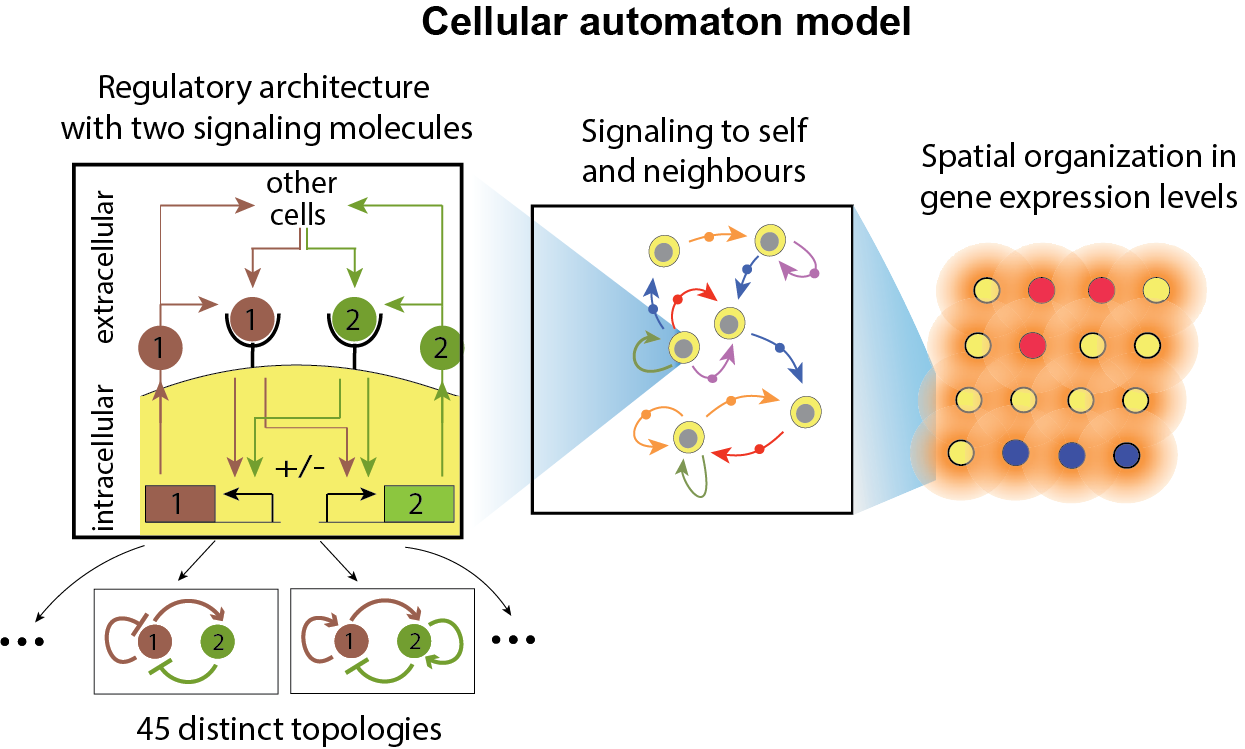 Cellular automaton model
Regulatory architecture
with two signaling molecules
other
cells
extracellular
intracellular
1
2
1
2
+/-
1
2
1
2
1
2
45 distinct topologies
Signaling to self
and neighbours
Spatial organization in
gene expression levels